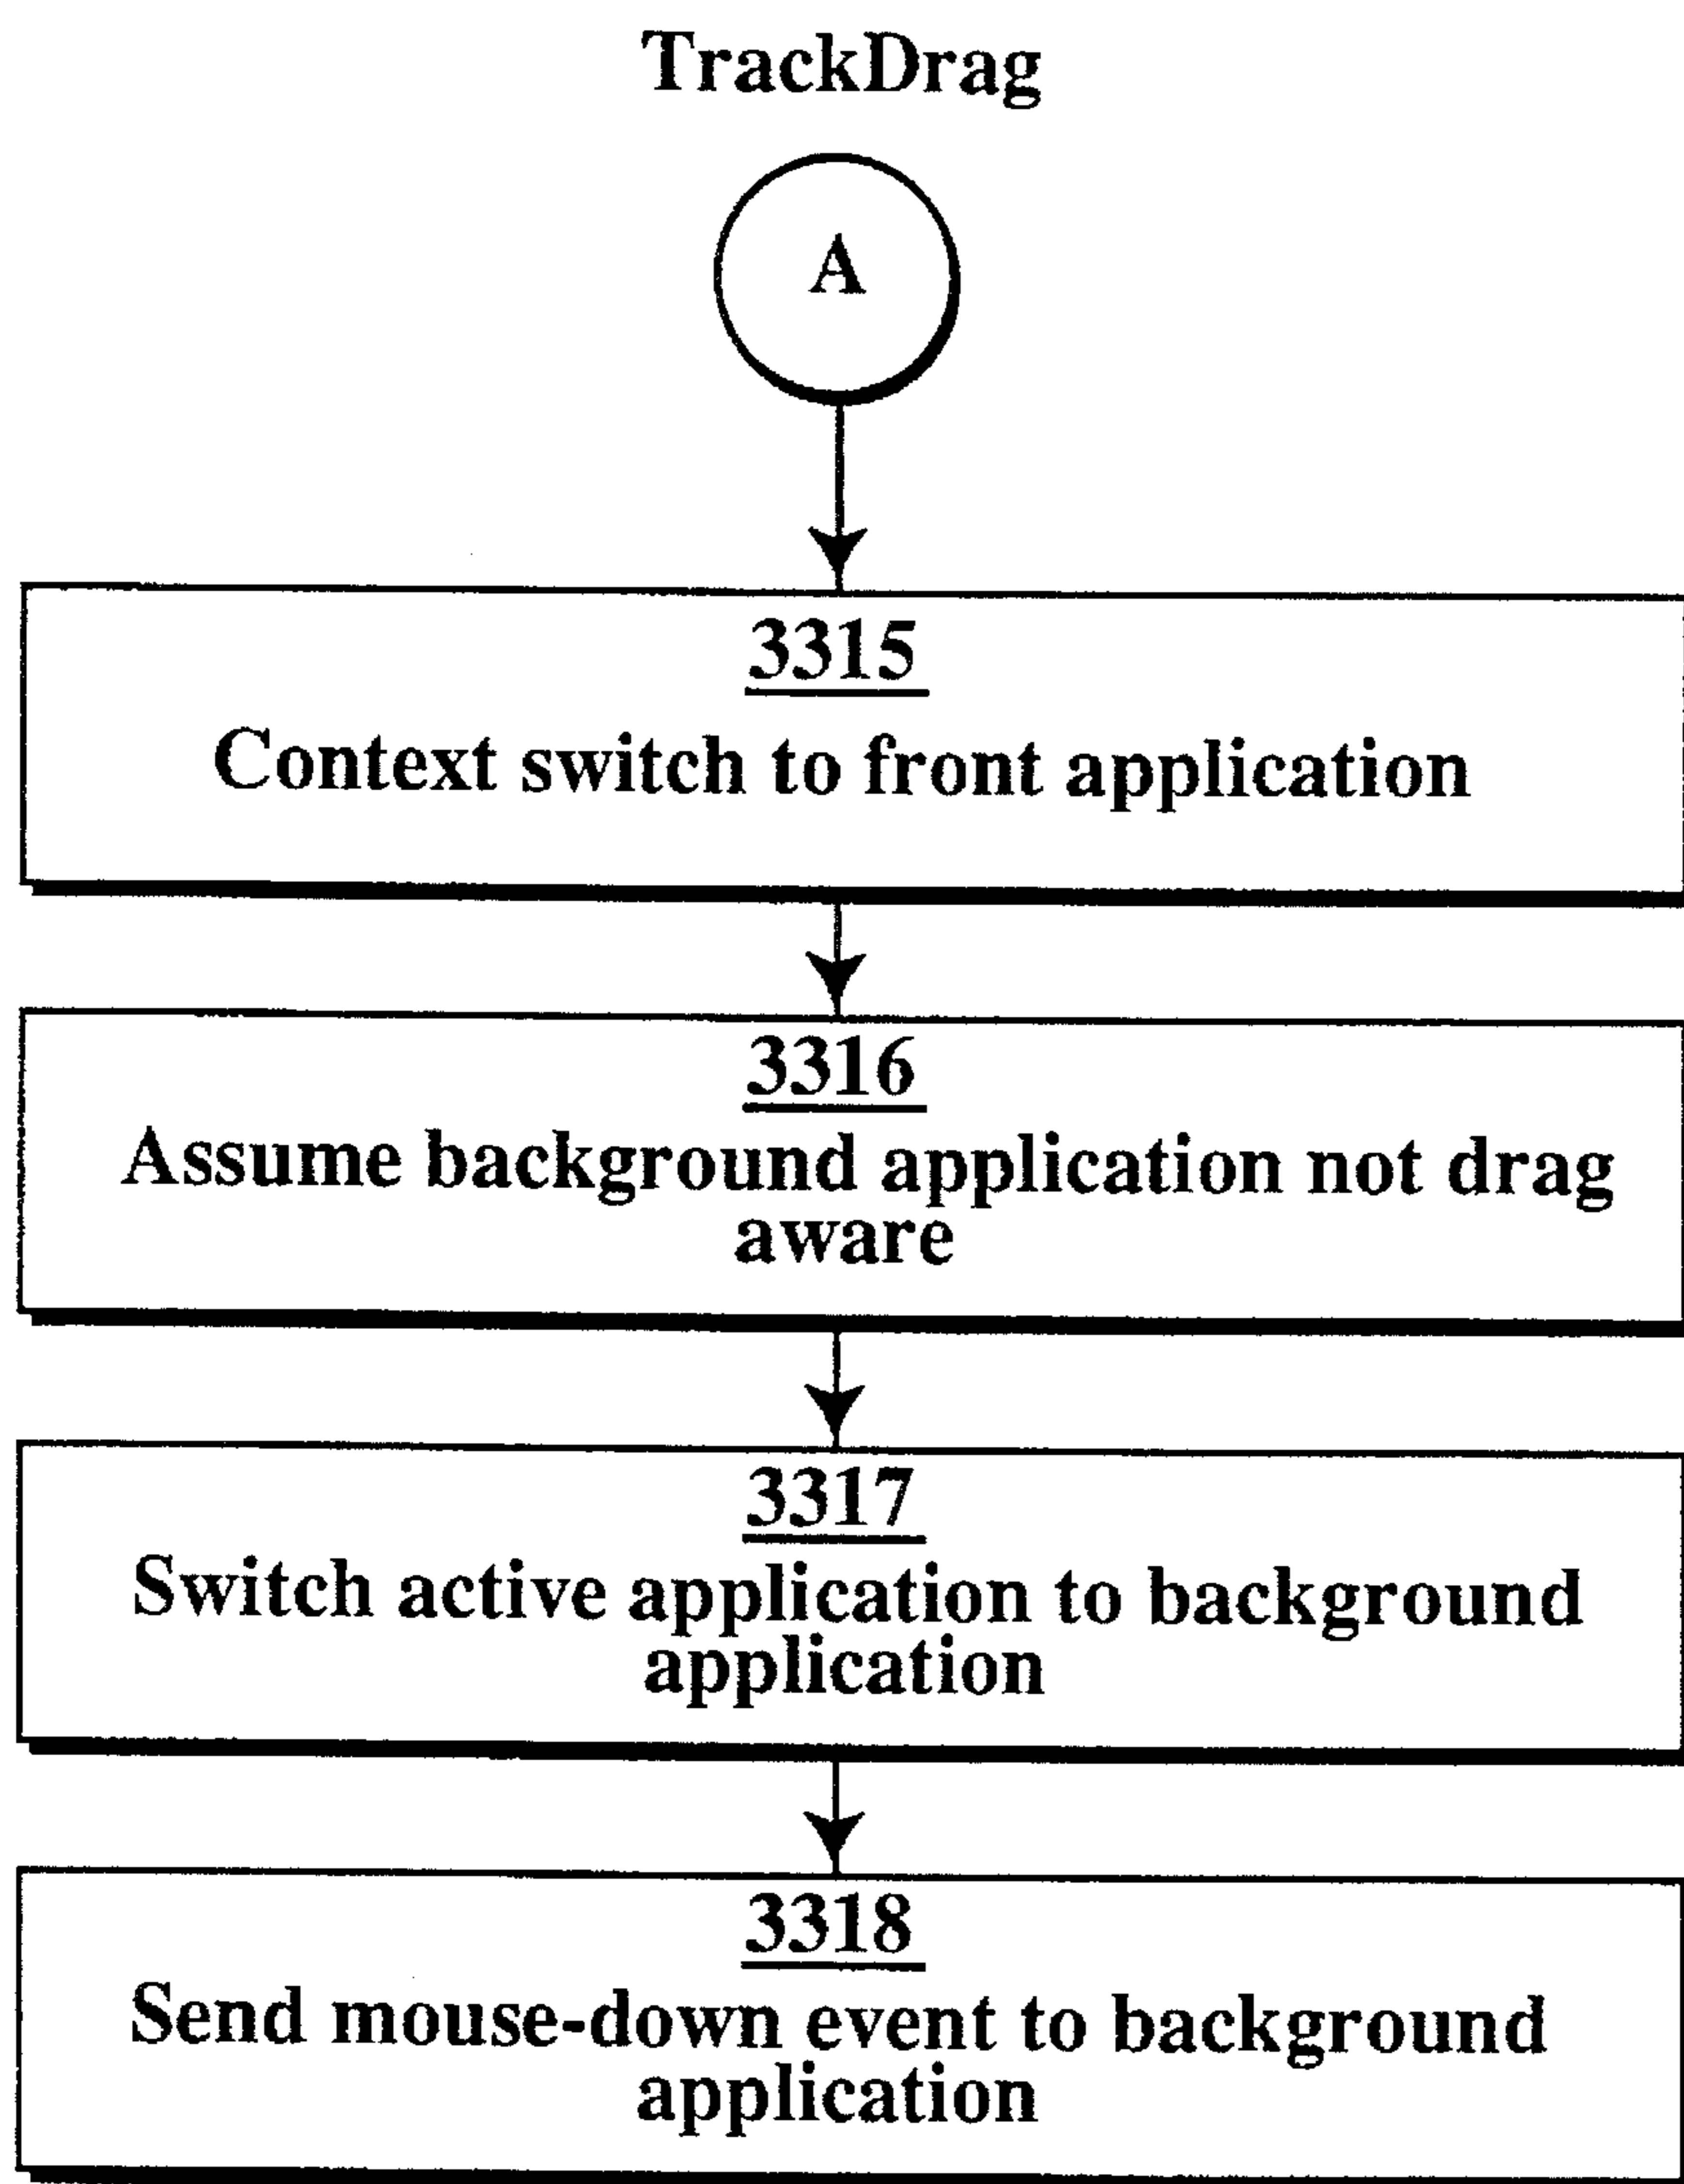 TrackDrag
A
3315
Context switch to front application
3316
Assume background application not drag
aware
3317
Switch active application to background
application
3318
Send mouse-down event to background
application